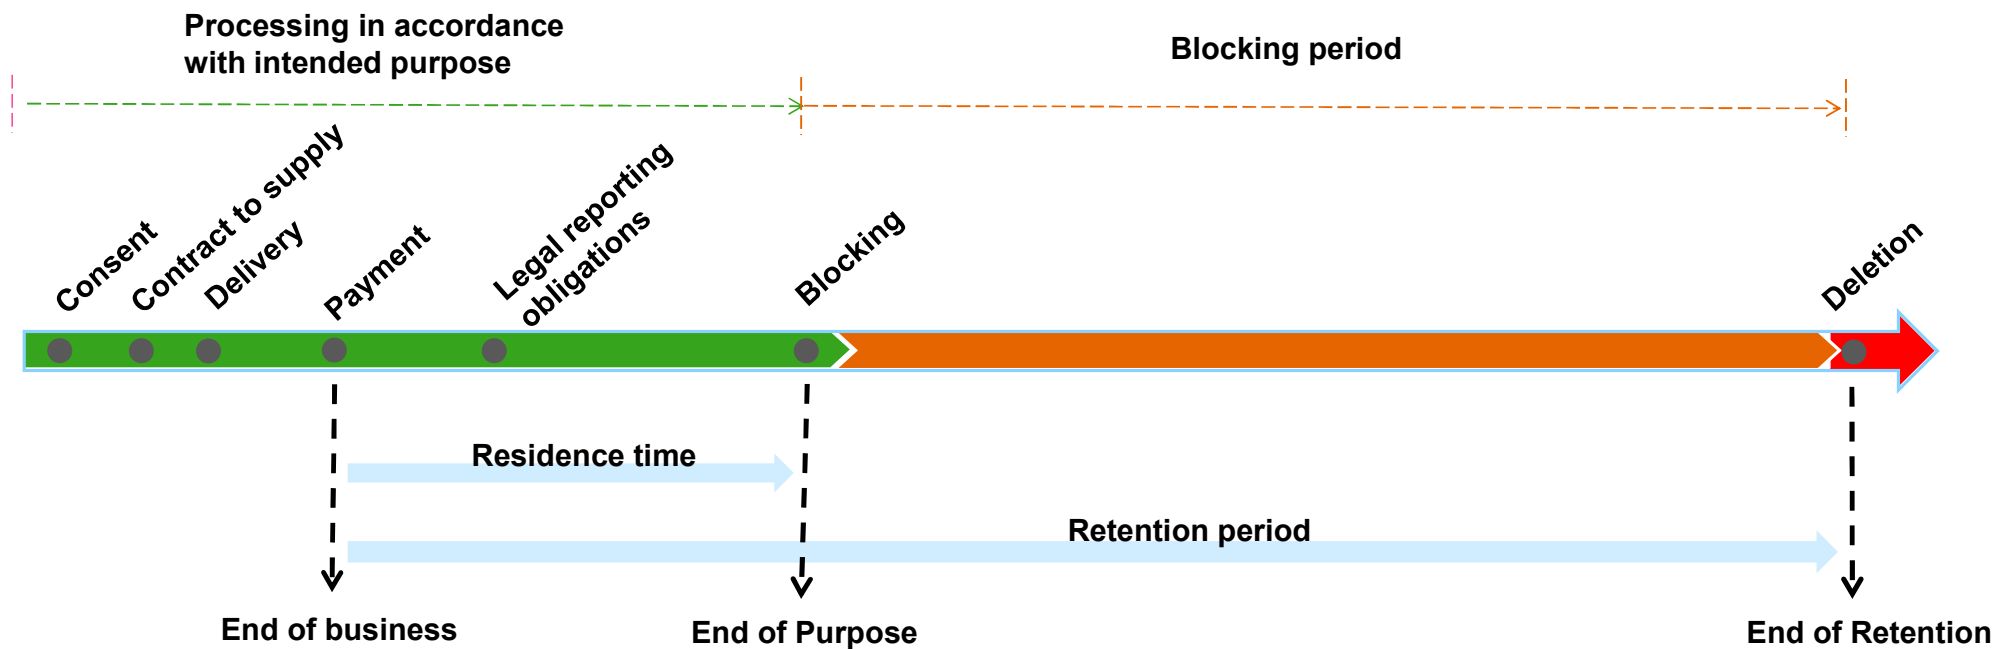 Processing in accordance
with intended purpose
Blocking period
Consent
Contract to supply
Delivery
Payment
Legal reporting
obligations
Blocking
Deletion
Residence time
Retention period
End of business
End of Purpose
End of Retention